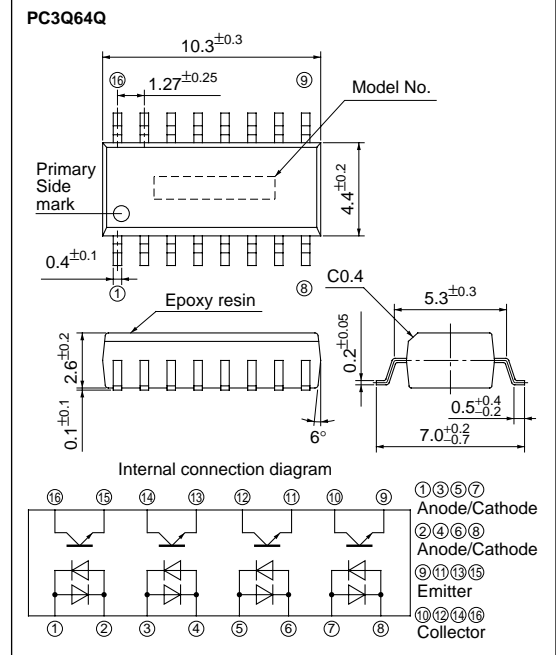 PC3Q64Q
10.3±0.3
⑯ 1.27±0.25 ⑨
Model No.
Primary
Side
mark
4.4±0.2
0.4±0.1
① ⑧
C0.4
5.3±0.3
Epoxy resin
2.6±0.2
0.2±0.05
0.1±0.1
6°
0.5+0.4−0.2
7.0+0.2−0.7
Internal connection diagram
⑯ ⑮ ⑭ ⑬ ⑫ ⑪ ⑩ ⑨
① ② ③ ④ ⑤ ⑥ ⑦ ⑧
①③⑤⑦
Anode/Cathode
②④⑥⑧
Anode/Cathode
⑨⑪⑬⑮
Emitter
⑩⑫⑭⑯
Collector